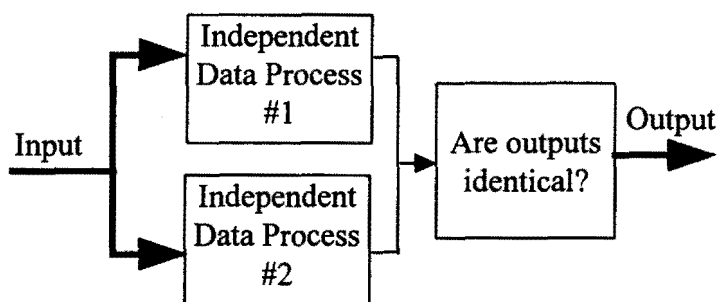 Independent
Data Process
#1
Input
Are outputs
identical?
Output
Independent
Data Process
#2